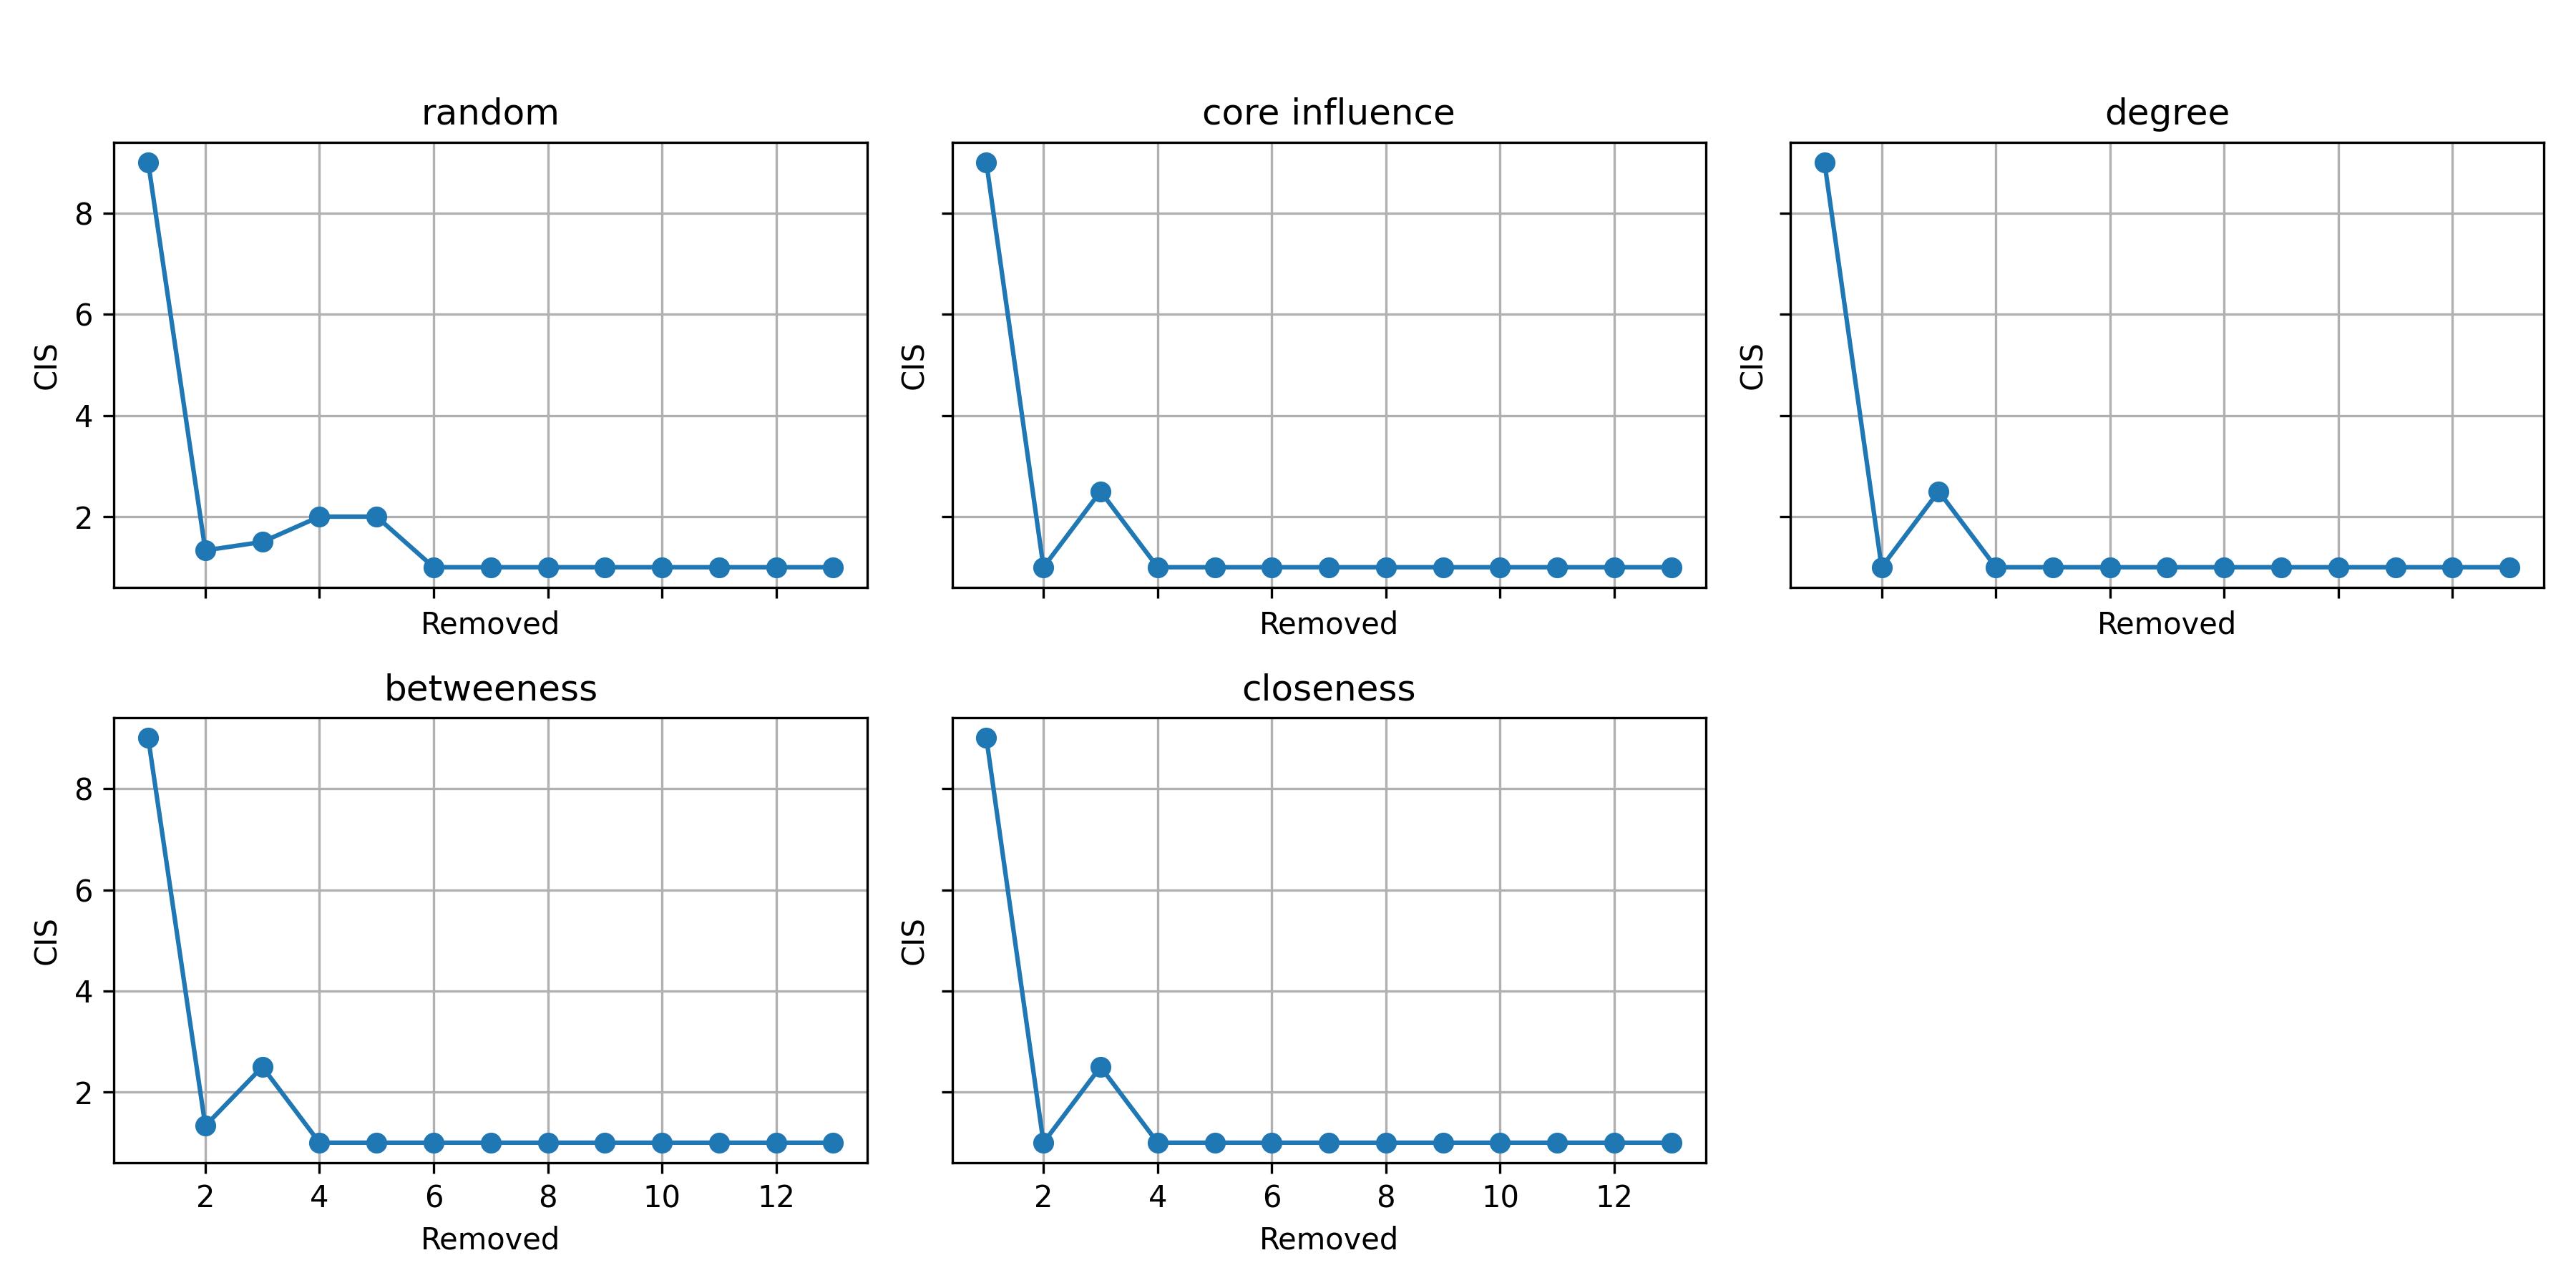 random
core influence
degree
8
6
4
2
CIS
CIS
CIS
Removed
Removed
Removed
betweeness
closeness
8
6
4
2
CIS
CIS
2 4 6 8 10 12
2 4 6 8 10 12
Removed
Removed